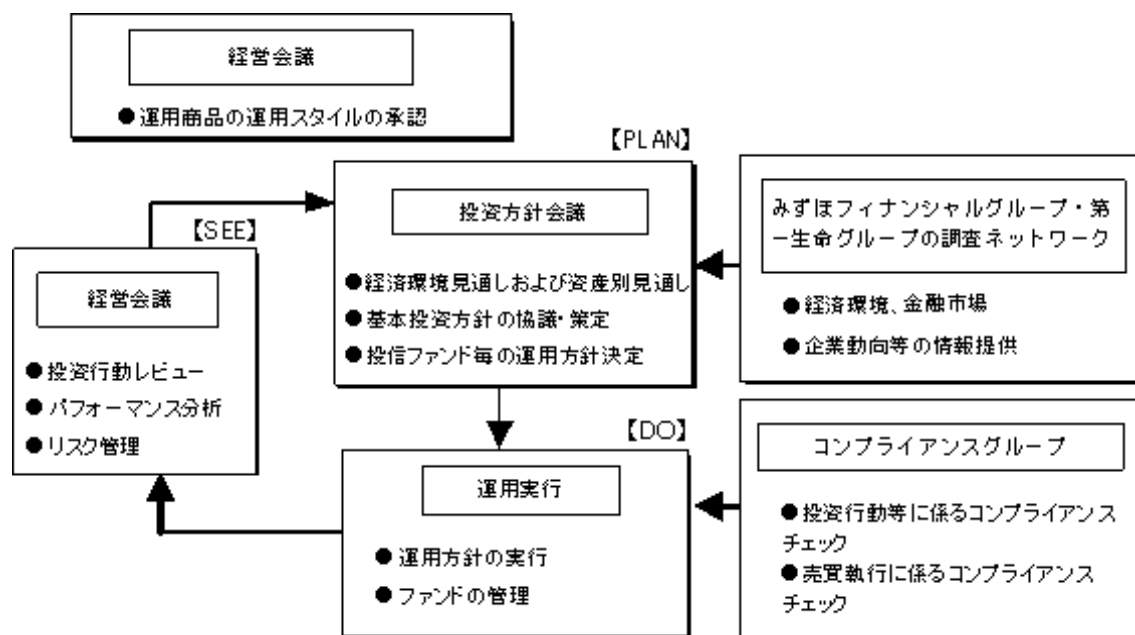 経営会議
●運用商品の運用スタイルの承認
【PLAN】
投資方針会議
●経済環境見通しおよび資産別見通し
●基本投資方針の協議・策定
●投信ファンド毎の運用方針決定
みずほフィナンシャルグループ・第
一生命グループの調査ネットワーク
●経済環境、金融市場
●企業動向等の情報提供
【SEE】
経営会議
●投資行動レビュー
●パフォーマンス分析
●リスク管理
【DO】
運用実行
●運用方針の実行
●ファンドの管理
コンプライアンスグループ
●投資行動等に係るコンプライアンス
チェック
●売買執行に係るコンプライアンス
チェック